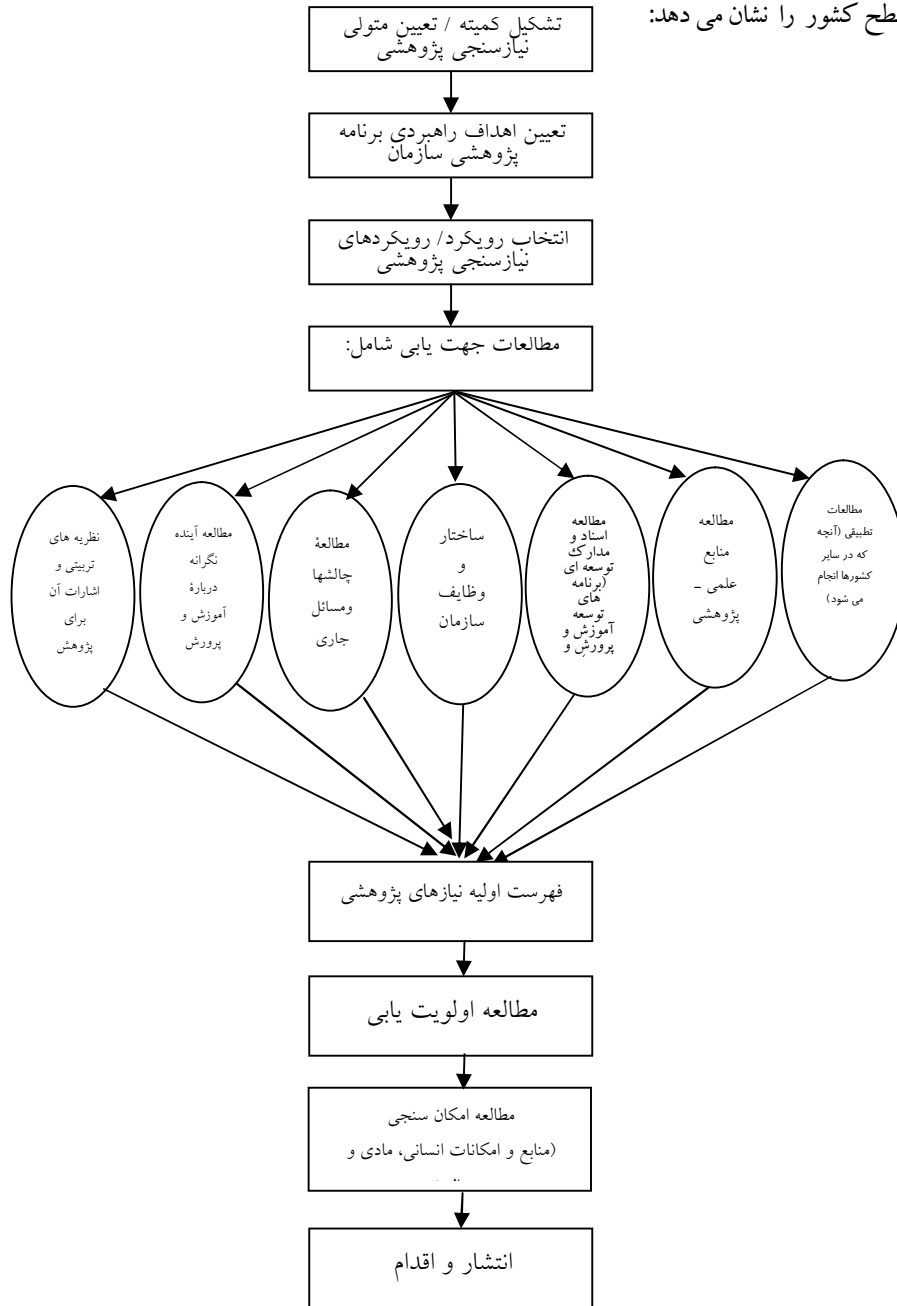 سطح کشور را نشان می دهد:
تشکیل کمیته / تعیین متولی
نیازسنجی پژوهشی
تعیین اهداف راهبردی برنامه
پژوهشی سازمان
انتخاب رویکرد/ رویکردهای
نیازسنجی پژوهشی
مطالعات جهت یابی شامل:
مطالعات
تطبیقی (آنچه
که در سایر
کشورها انجام
می شود)
مطالعه
منابع
علمی –
پژوهشی
مطالعه
اسناد و
مدارک
توسعه ای
(برنامه
های
توسعه
آموزش و
پرورشِ و
ساختار
و
وظایف
سازمان
مطالعۀ
چالشها
ومسائل
جاری
مطالعه آینده
نگرانه
دربارۀ
آموزش و
پرورش
نظریه های
تربیتی و
اشارات آن
برای
پژوهش
فهرست اولیه نیازهای پژوهشی
مطالعه اولویت یابی
مطالعه امکان سنجی
(منابع و امکانات انسانی، مادی و
انتشار و اقدام